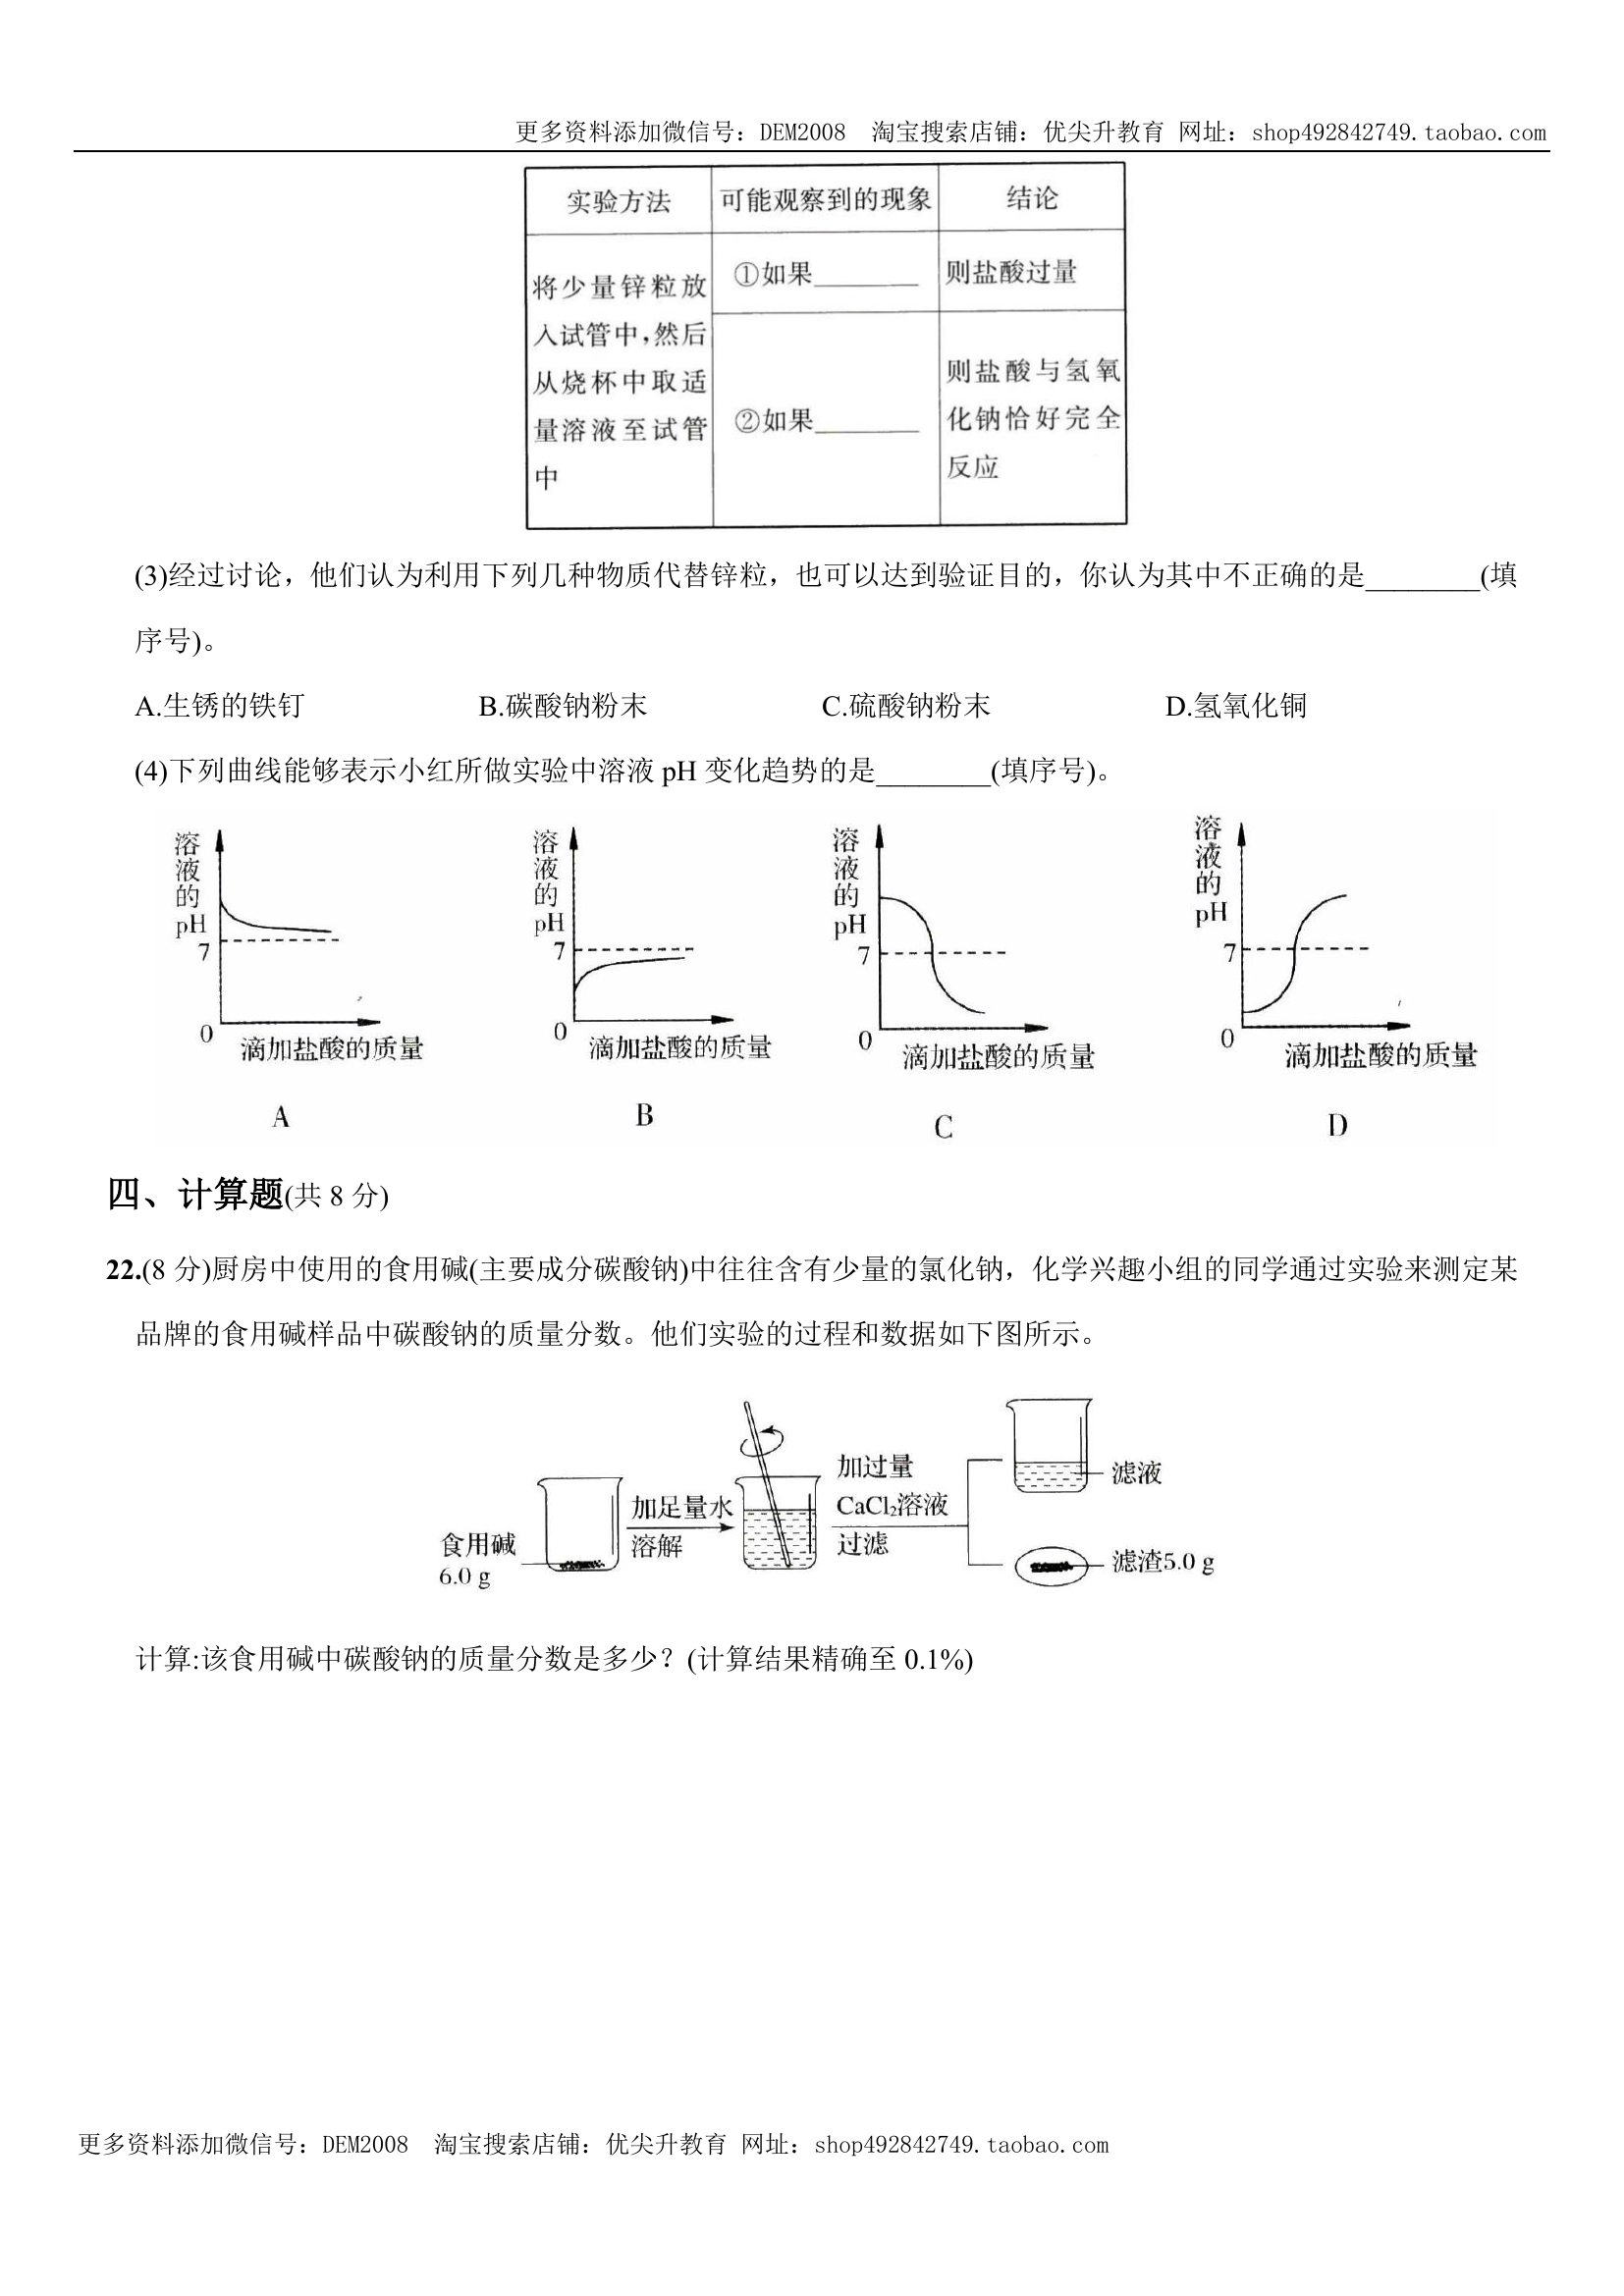 更多资料添加微信号：DEM2008 淘宝搜索店铺：优尖升教育 网址：shop492842749.taobao.com
实验方法 可能观察到的现象 结论
将少量锌粒放
入试管中,然后
从烧杯中取适
量溶液至试管
中
①如果________
则盐酸过量
②如果________
则盐酸与氢氧
化钠恰好完全
反应
(3)经过讨论，他们认为利用下列几种物质代替锌粒，也可以达到验证目的，你认为其中不正确的是________(填
序号)。
A.生锈的铁钉 B.碳酸钠粉末 C.硫酸钠粉末 D.氢氧化铜
(4)下列曲线能够表示小红所做实验中溶液 pH 变化趋势的是________(填序号)。
溶液的pH
7
0
滴加盐酸的质量
A
溶液的pH
7
0
滴加盐酸的质量
B
溶液的pH
7
0
滴加盐酸的质量
C
溶液的pH
7
0
滴加盐酸的质量
D
四、计算题(共 8 分)
22.(8 分)厨房中使用的食用碱(主要成分碳酸钠)中往往含有少量的氯化钠，化学兴趣小组的同学通过实验来测定某
品牌的食用碱样品中碳酸钠的质量分数。他们实验的过程和数据如下图所示。
食用碱
6.0 g
加足量水
溶解
加过量
CaCl₂溶液
过滤
滤液
滤渣5.0 g
计算:该食用碱中碳酸钠的质量分数是多少？(计算结果精确至 0.1%)
更多资料添加微信号：DEM2008 淘宝搜索店铺：优尖升教育 网址：shop492842749.taobao.com